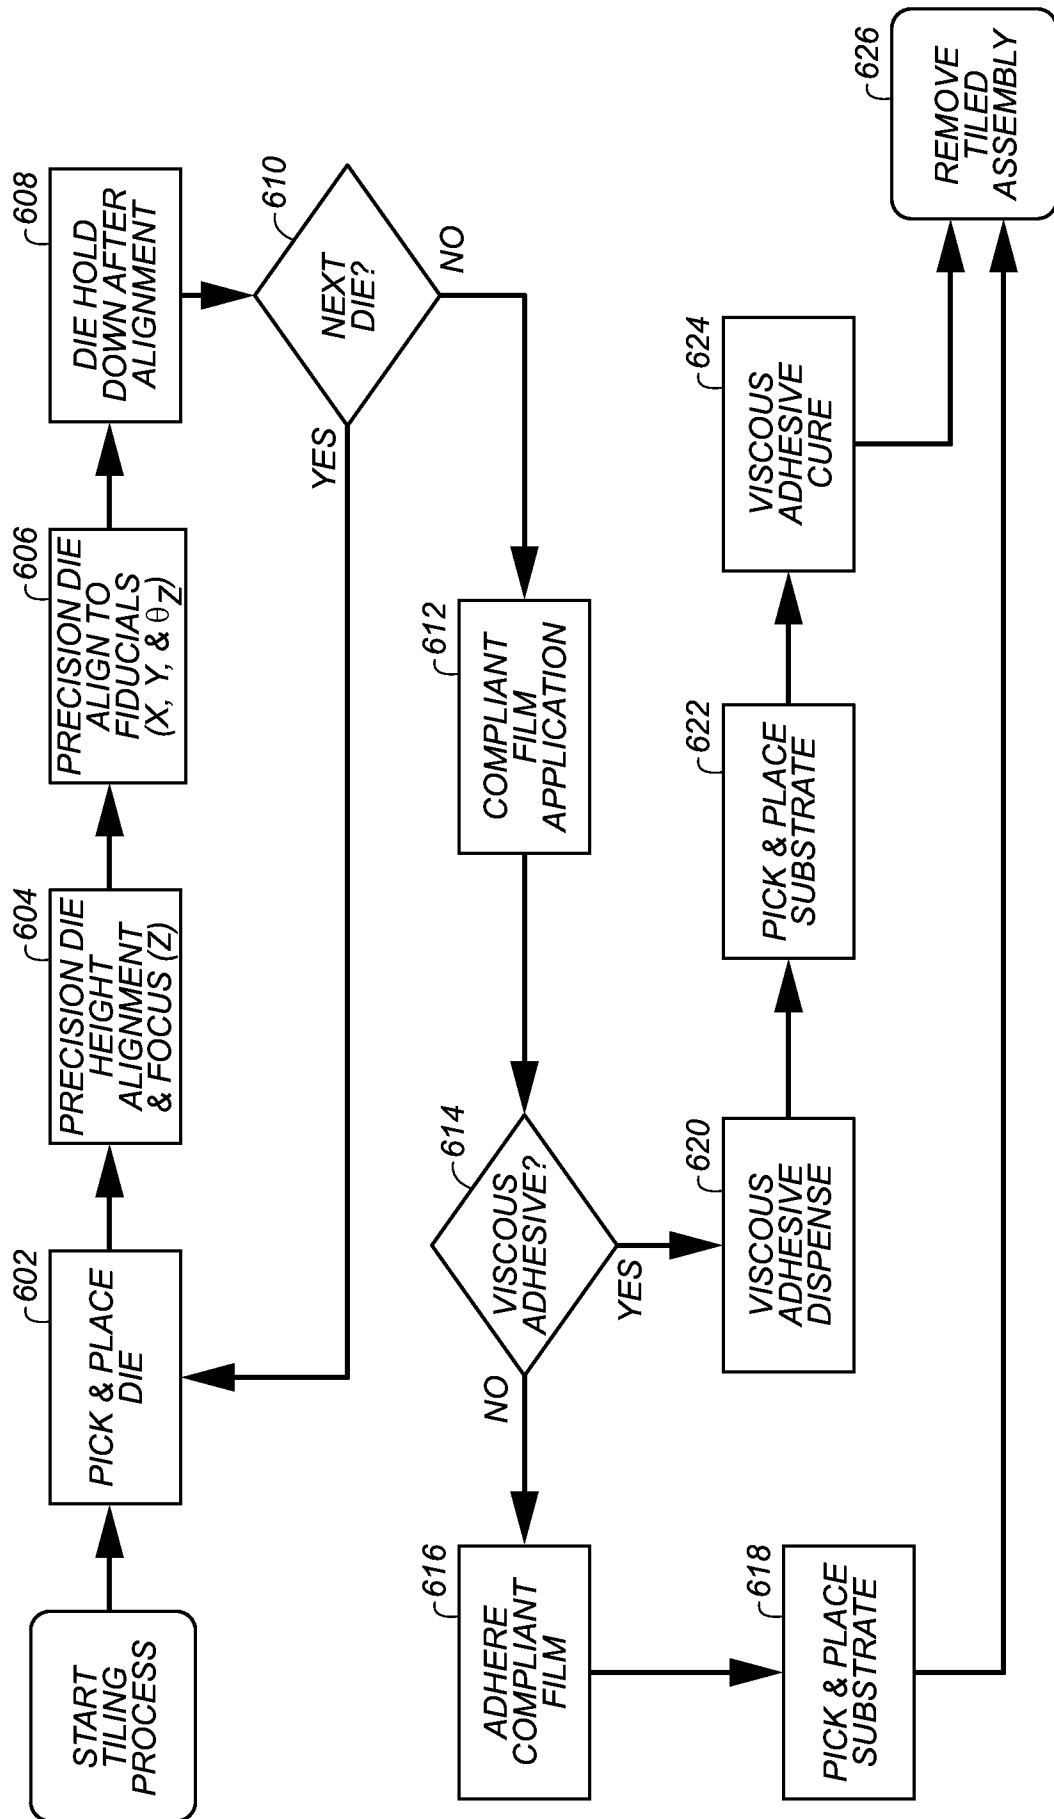 START
TILING
PROCESS
602
PICK & PLACE
DIE
604
PRECISION DIE
HEIGHT
ALIGNMENT
& FOCUS (Z)
606
PRECISION DIE
ALIGN TO
FIDUCIALS
(X, Y, & θZ)
608
DIE HOLD
DOWN AFTER
ALIGNMENT
610
NEXT
DIE?
YES
NO
612
COMPLIANT
FILM
APPLICATION
614
VISCOUS
ADHESIVE?
NO
YES
616
ADHERE
COMPLIANT
FILM
618
PICK & PLACE
SUBSTRATE
620
VISCOUS
ADHESIVE
DISPENSE
622
PICK & PLACE
SUBSTRATE
624
VISCOUS
ADHESIVE
CURE
626
REMOVE
TILED
ASSEMBLY